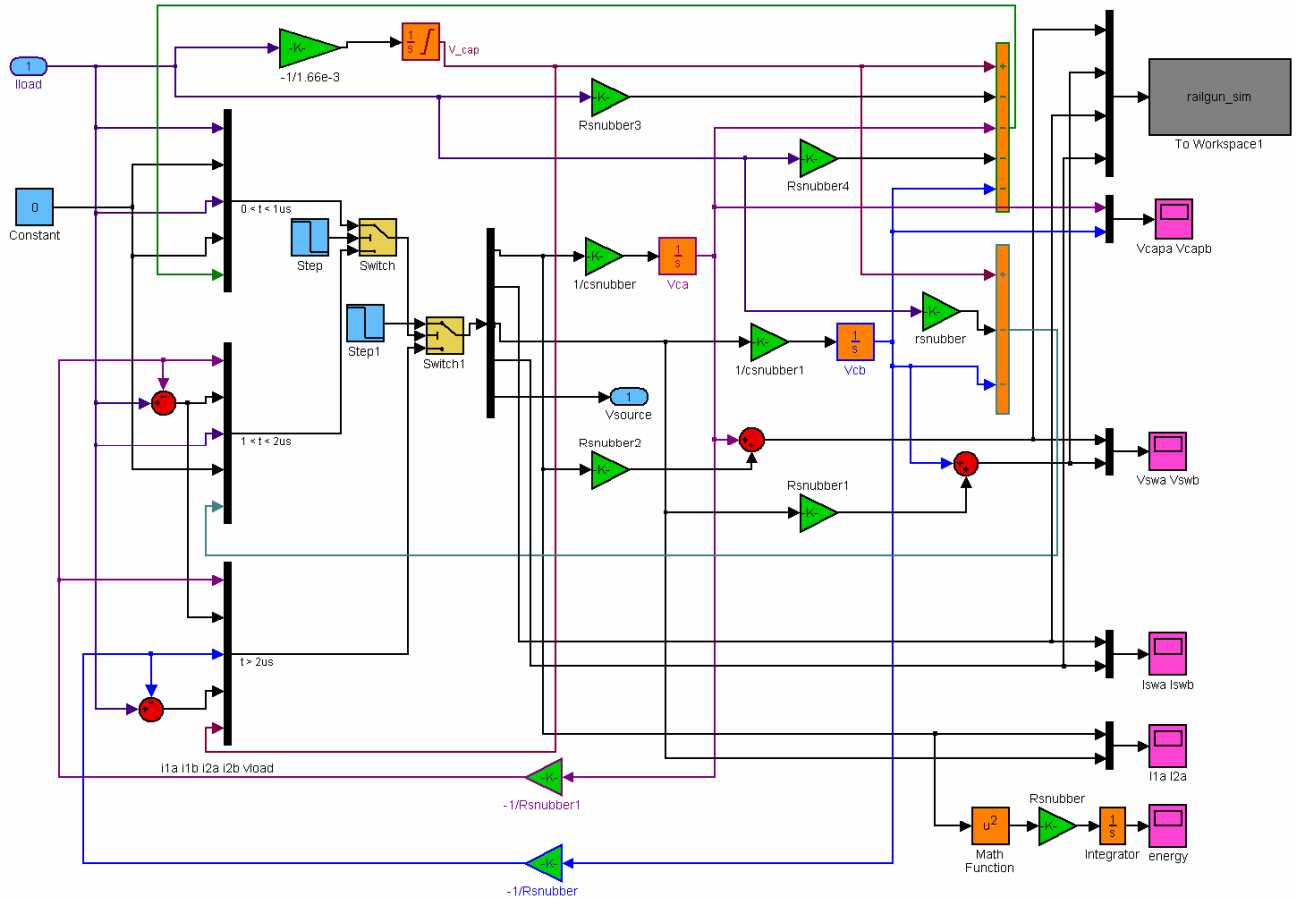 -K-
-1/1.66e-3
1
s
V_cap
1
Iload
-K-
Rsnubber3
railgun_sim
To Workspace1
-K-
Rsnubber4
0
Constant
0 < t < 1us
Step
Switch
Vcapa Vcapb
-K-
1/csnubber
1
s
Vca
-K-
rsnubber
Step1
Switch1
-K-
1/csnubber1
1
s
Vcb
1
Vsource
1 < t < 2us
Rsnubber2
-K-
Vswa Vswb
Rsnubber1
-K-
t > 2us
Iswa Iswb
i1a i1b i2a i2b vload
-K-
-1/Rsnubber1
I1a I2a
Rsnubber
u2
-K-
1
s
Math
Function
Integrator
energy
-K-
-1/Rsnubber